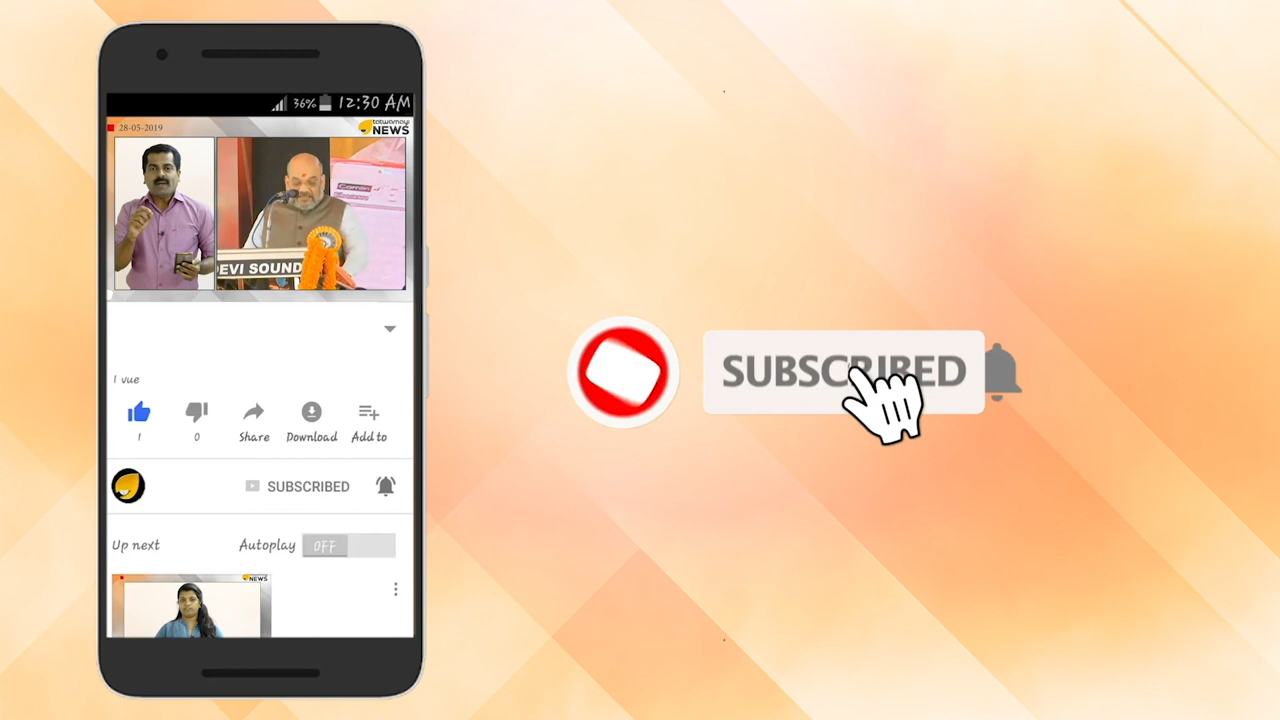 36% 12:30 AM
28-05-2019
tatwamayi
NEWS
DEVI SOUND
1 vue
1
0
Share
Download
Add to
SUBSCRIBED
Up next
Autoplay
OFF
NEWS
SUBSCRIBED